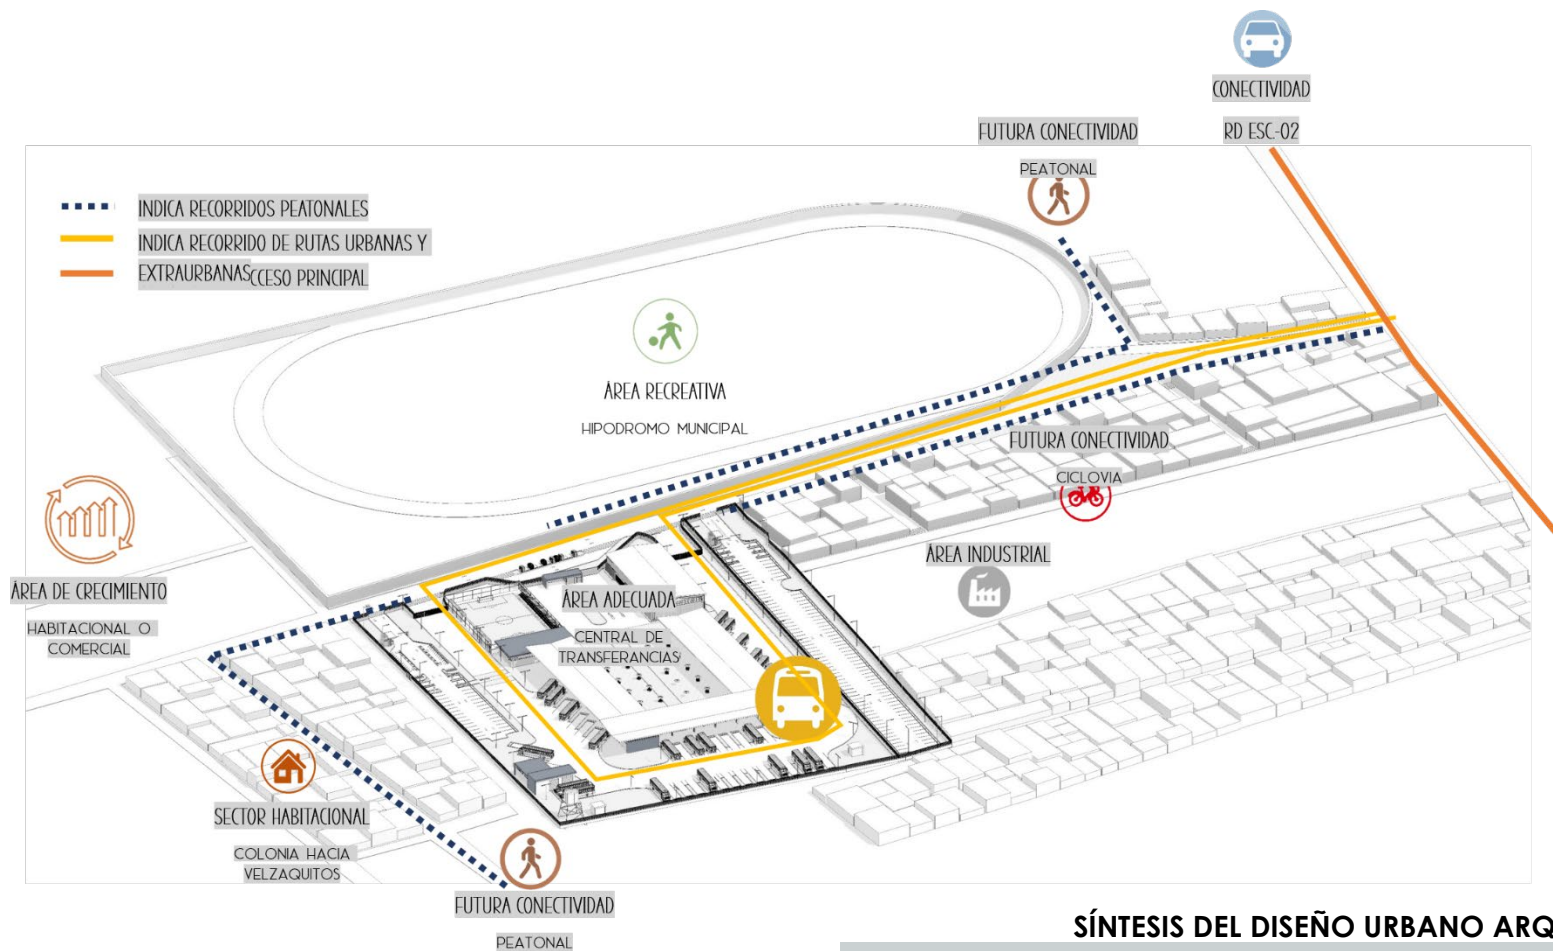 CONECTIVIDAD
RD ESC.-02
FUTURA CONECTIVIDAD
PEATONAL
INDICA RECORRIDOS PEATONALES
INDICA RECORRIDO DE RUTAS URBANAS Y
EXTRAURBANAS
CCESO PRINCIPAL
ÁREA RECREATIVA
HIPODROMO MUNICIPAL
FUTURA CONECTIVIDAD
CICLOVIA
ÁREA INDUSTRIAL
ÁREA DE CRECIMIENTO
HABITACIONAL O
COMERCIAL
ÁREA ADECUADA
CENTRAL DE
TRANSFERANCIAS
SECTOR HABITACIONAL
COLONIA HACIA
VELZAQUITOS
FUTURA CONECTIVIDAD
PEATONAL
SÍNTESIS DEL DISEÑO URBANO ARQ